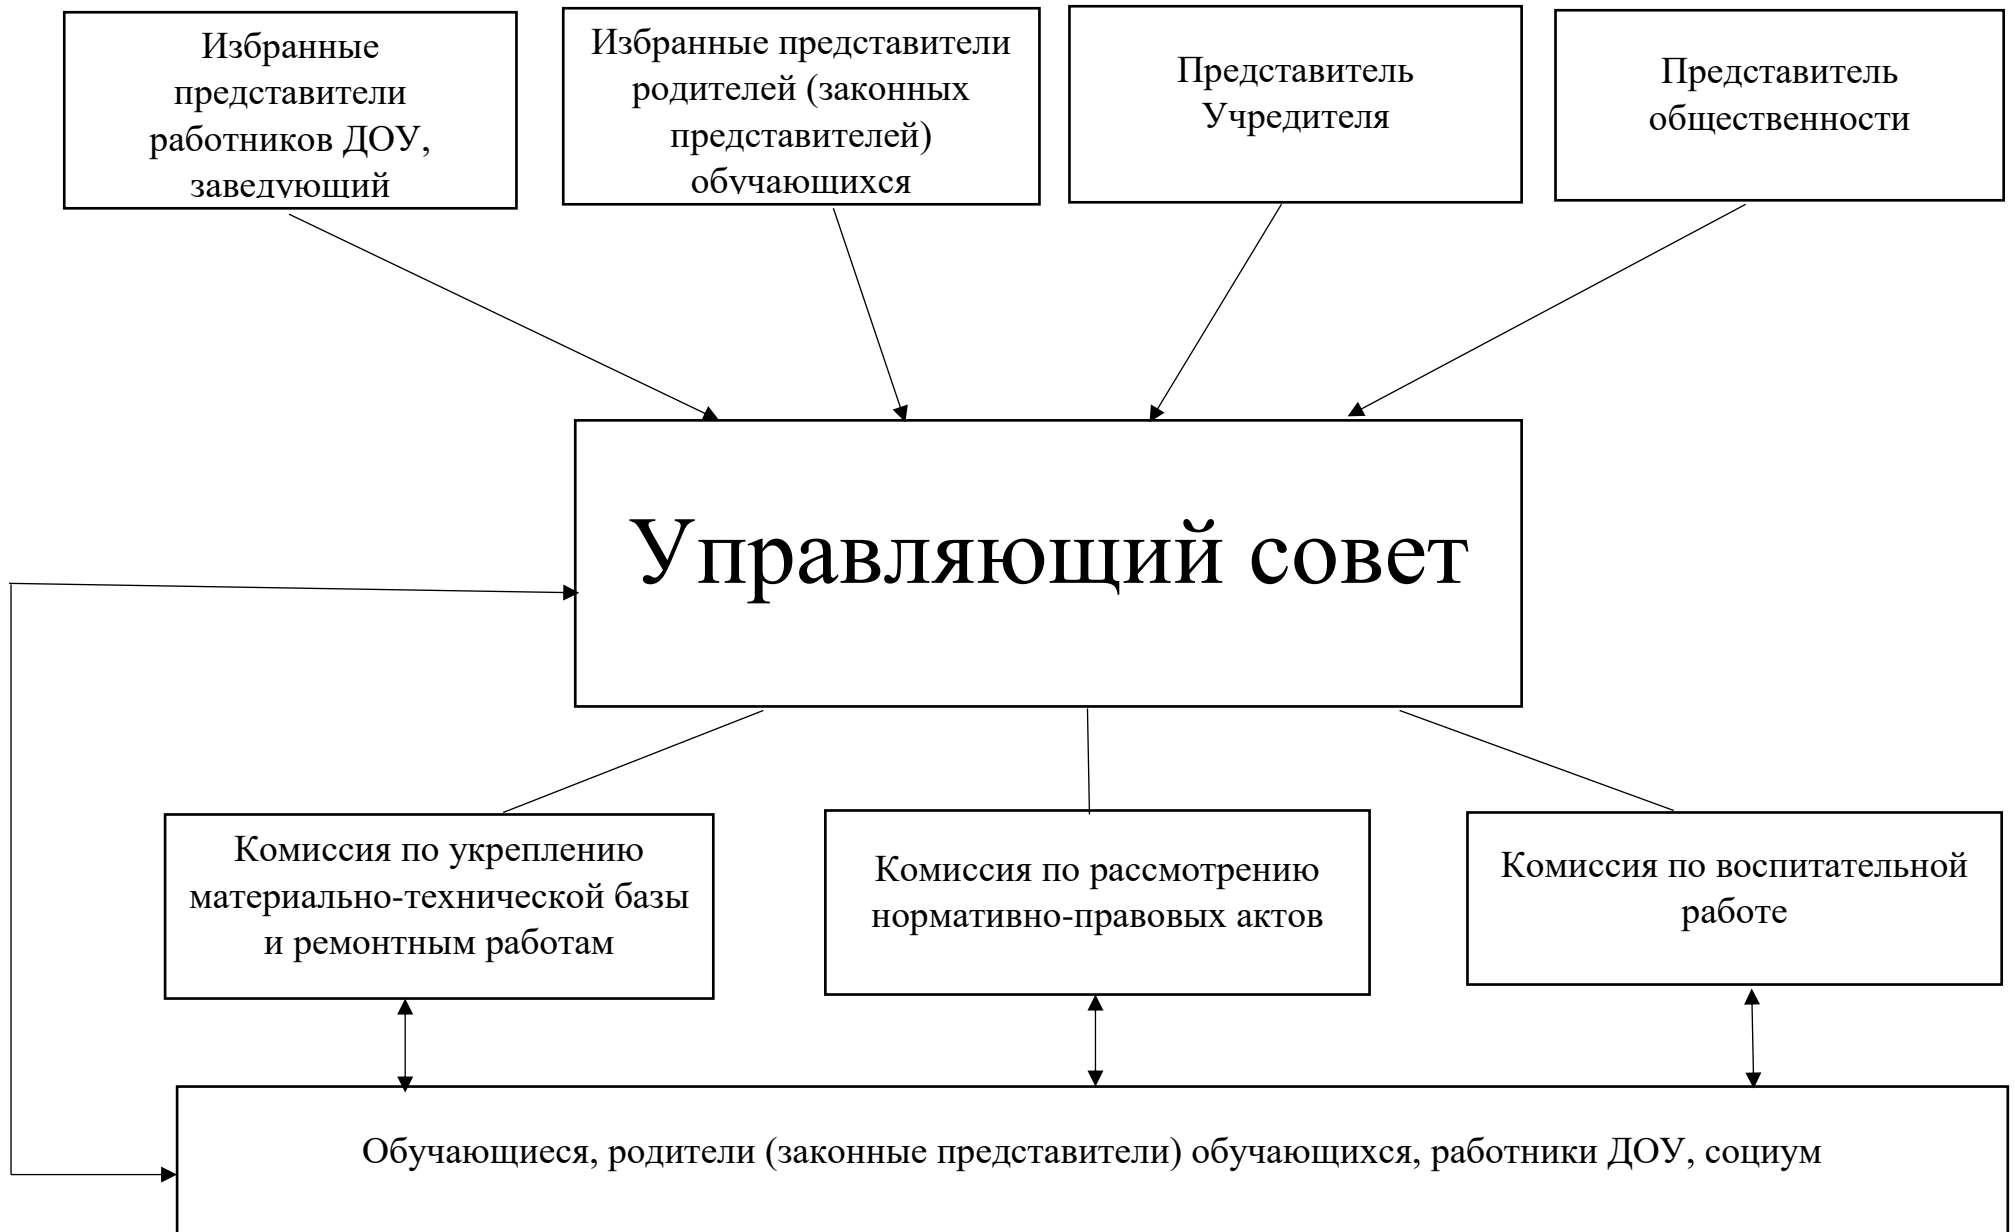 Избранные
представители
работников ДОУ,
заведующий
Избранные представители
родителей (законных
представителей)
обучающихся
Представитель
Учредителя
Представитель
общественности
Управляющий совет
Комиссия по укреплению
материально-технической базы
и ремонтным работам
Комиссия по рассмотрению
нормативно-правовых актов
Комиссия по воспитательной
работе
Обучающиеся, родители (законные представители) обучающихся, работники ДОУ, социум